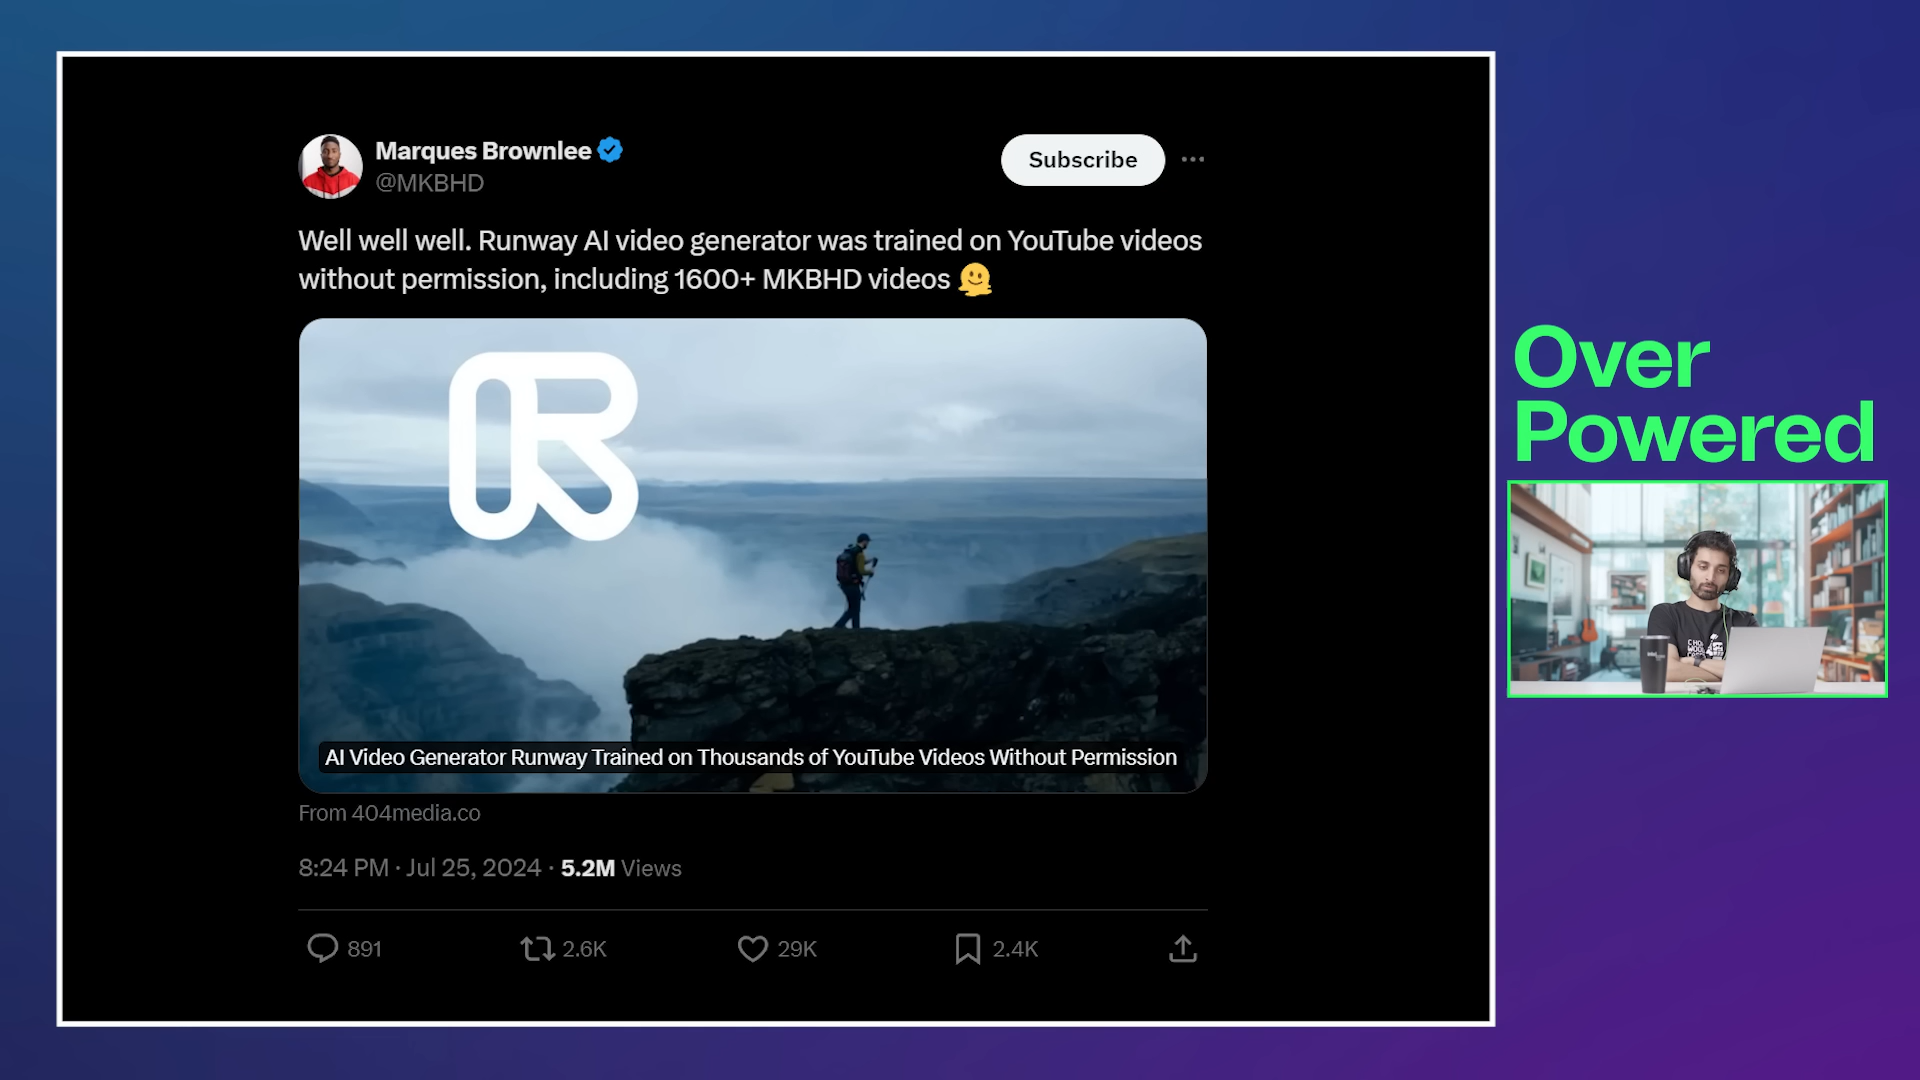 Marques Brownlee
@MKBHD
Subscribe
Well well well. Runway AI video generator was trained on YouTube videos
without permission, including 1600+ MKBHD videos 🫠
R
AI Video Generator Runway Trained on Thousands of YouTube Videos Without Permission
From 404media.co
8:24 PM · Jul 25, 2024 · 5.2M Views
891
2.6K
29K
2.4K
Over
Powered